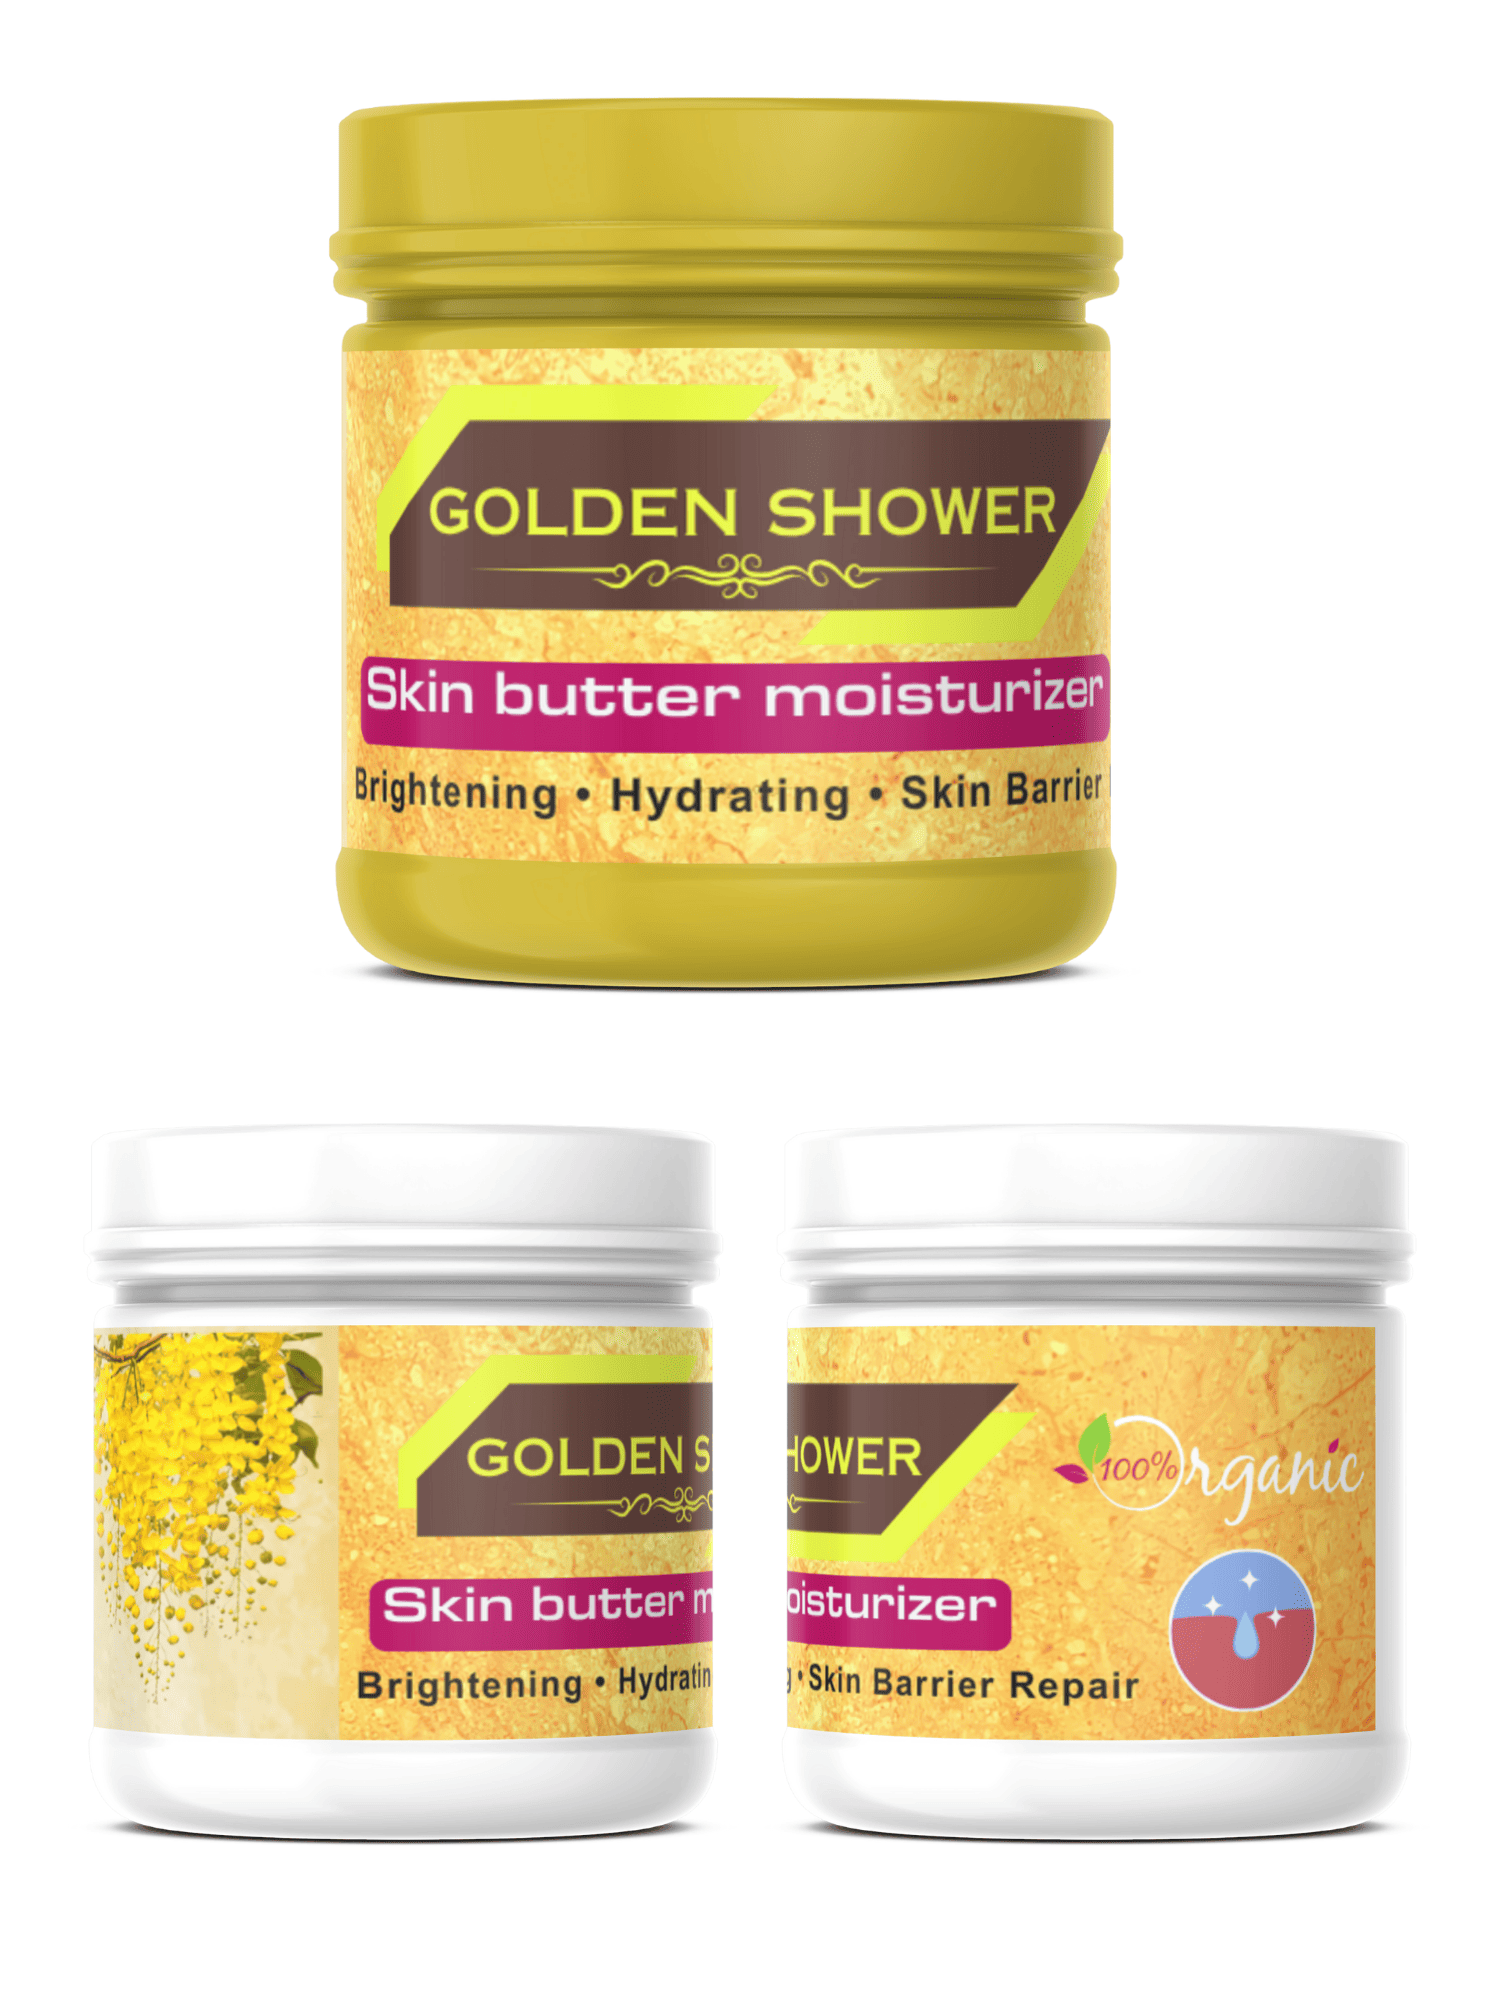 GOLDEN SHOWER
Skin butter moisturizer
Brightening • Hydrating • Skin Barrier
GOLDEN S
Skin butter m
Brightening • Hydratin
HOWER
oisturizer
g • Skin Barrier Repair
100% Organic